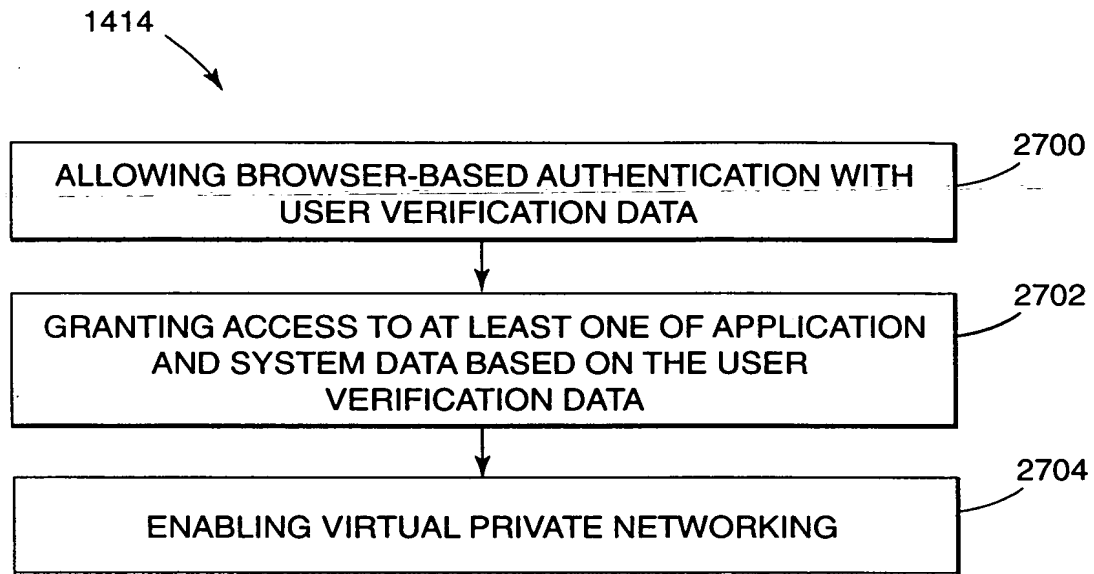 1414
2700
ALLOWING BROWSER-BASED AUTHENTICATION WITH
USER VERIFICATION DATA
2702
GRANTING ACCESS TO AT LEAST ONE OF APPLICATION
AND SYSTEM DATA BASED ON THE USER
VERIFICATION DATA
2704
ENABLING VIRTUAL PRIVATE NETWORKING